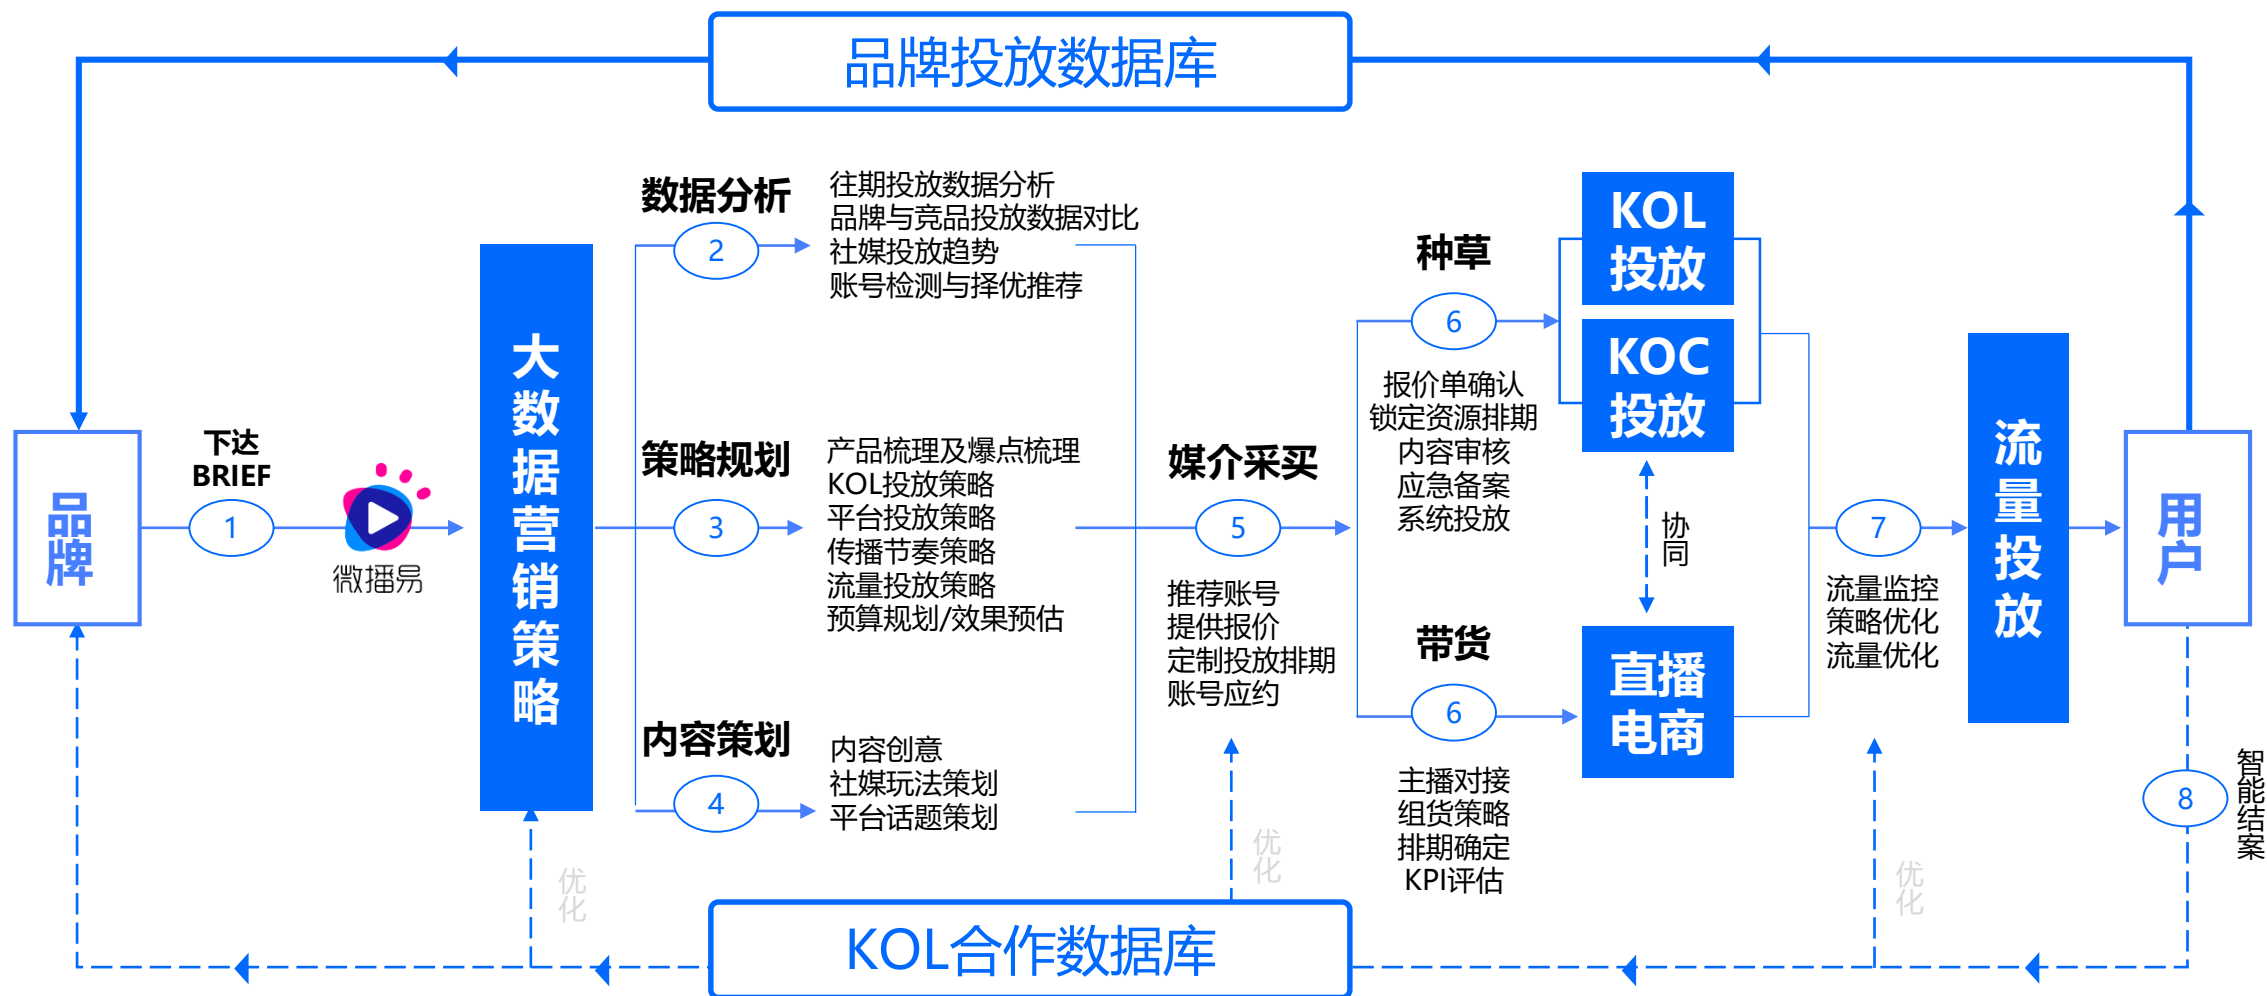 品牌投放数据库
品牌
下达
BRIEF
1
微播易
大数据营销策略
数据分析
2
往期投放数据分析
品牌与竞品投放数据对比
社媒投放趋势
账号检测与择优推荐
策略规划
3
产品梳理及爆点梳理
KOL投放策略
平台投放策略
传播节奏策略
流量投放策略
预算规划/效果预估
内容策划
4
内容创意
社媒玩法策划
平台话题策划
媒介采买
5
推荐账号
提供报价
定制投放排期
账号应约
种草
6
报价单确认
锁定资源排期
内容审核
应急备案
系统投放
KOL
投放
KOC
投放
协同
带货
6
主播对接
组货策略
排期确定
KPI评估
直播
电商
7
流量监控
策略优化
流量优化
流量投放
用户
8
智能结案
优化
优化
优化
KOL合作数据库